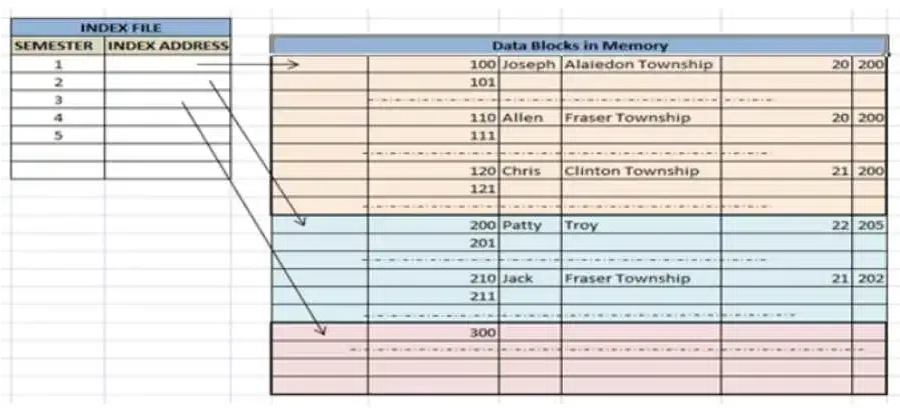 INDEX FILE
SEMESTER INDEX ADDRESS
1
2
3
4
5
Data Blocks in Memory
100 Joseph Alaiedon Township 20 200
101
110 Allen Fraser Township 20 200
111
120 Chris Clinton Township 21 200
121
200 Patty Troy 22 205
201
210 Jack Fraser Township 21 202
211
300